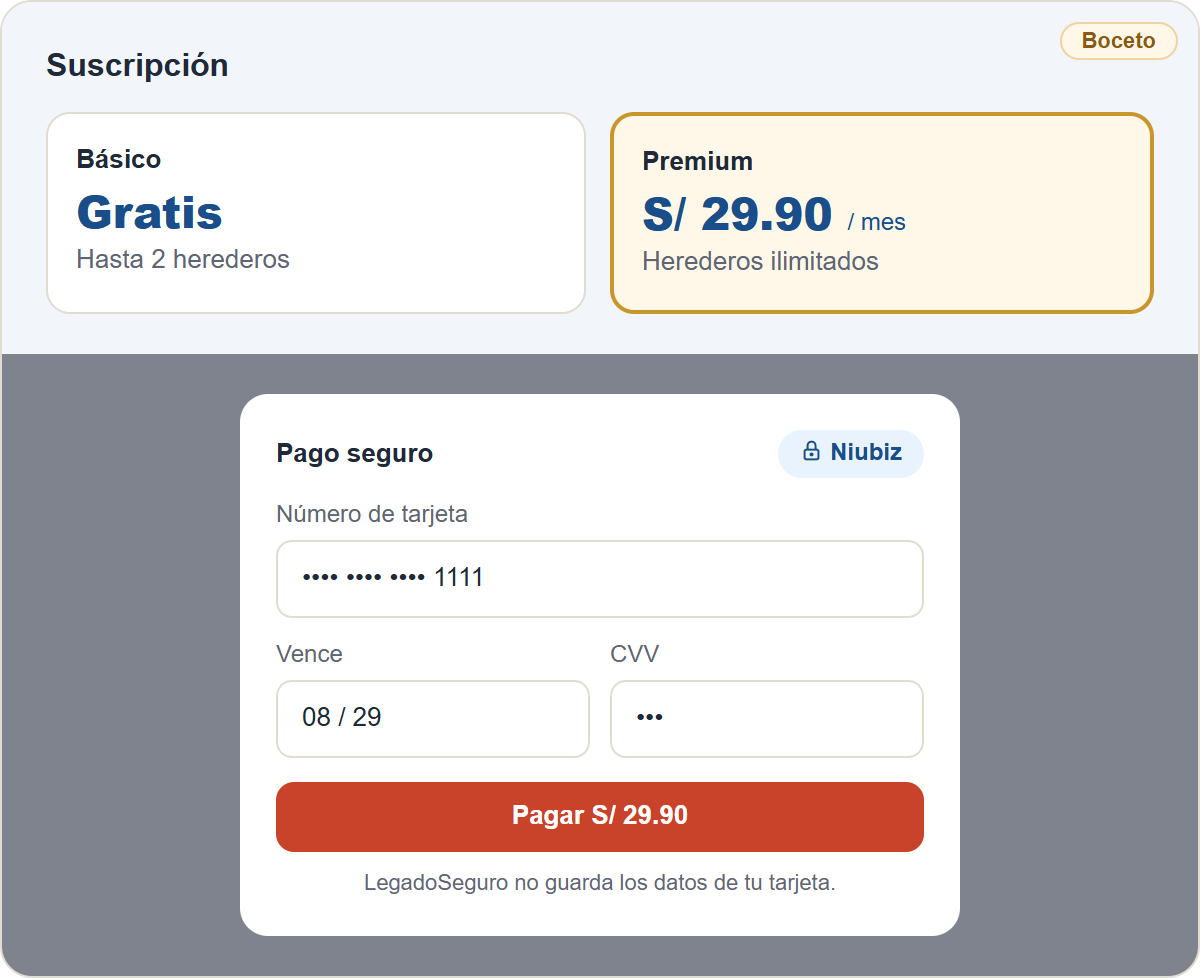 Boceto
Suscripción
Básico
Gratis
Hasta 2 herederos
Premium
S/ 29.90 / mes
Herederos ilimitados
Pago seguro
Niubiz
Número de tarjeta
•••• •••• •••• 1111
Vence
CVV
08 / 29
•••
Pagar S/ 29.90
LegadoSeguro no guarda los datos de tu tarjeta.